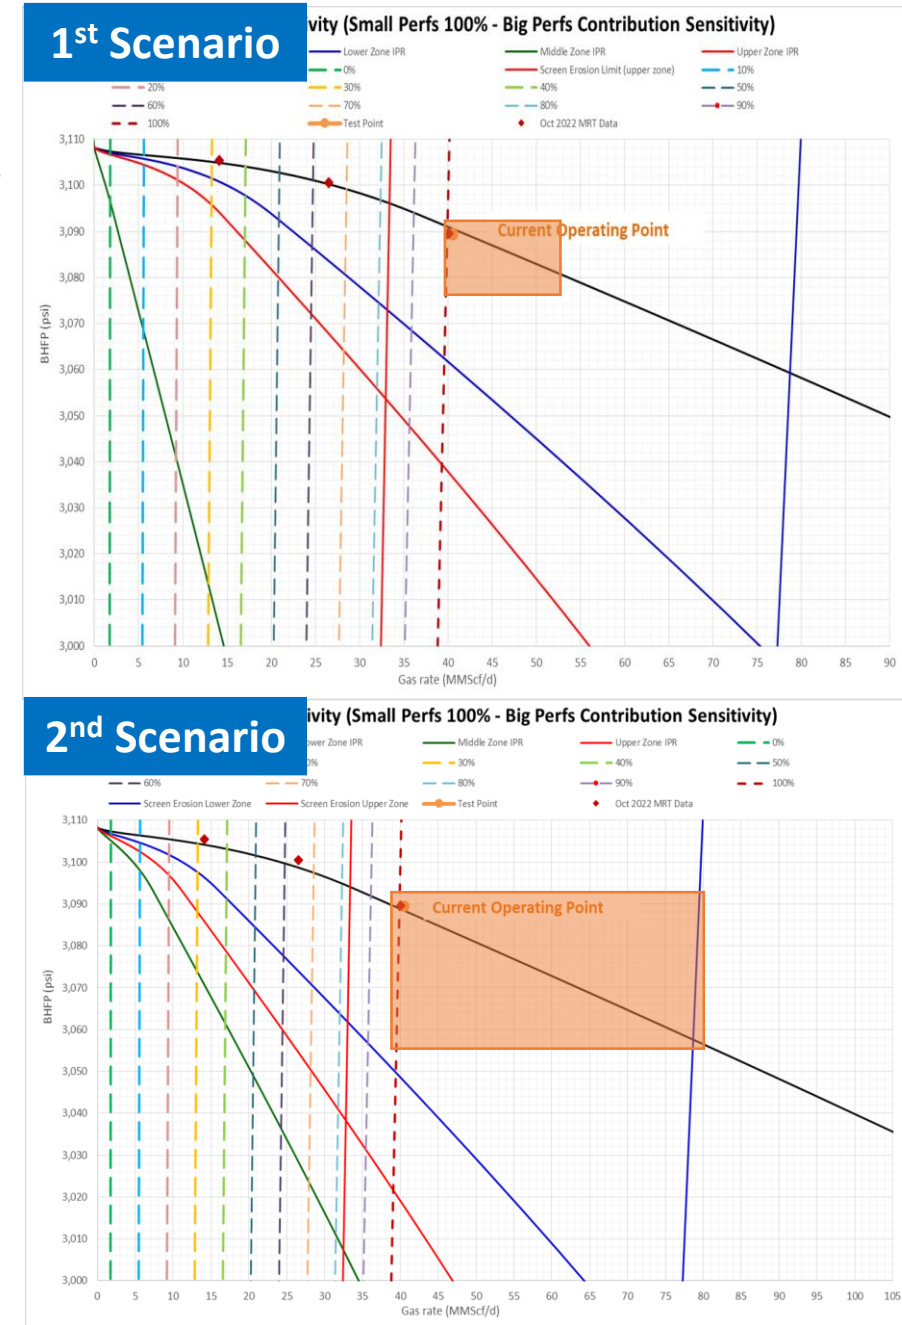 1st Scenario
ivity (Small Perfs 100% - Big Perfs Contribution Sensitivity)
Lower Zone IPR Middle Zone IPR Upper Zone IPR
0% Screen Erosion Limit (upper zone) 10%
20% 30% 40% 50%
60% 70% 80% 90%
100% Test Point Oct 2022 MRT Data
3,110
3,100
3,090
3,080
3,070
3,060
3,050
3,040
3,030
3,020
3,010
3,000
BHFP (psi)
Current Operating Point
0 5 10 15 20 25 30 35 40 45 50 55 60 65 70 75 80 85 90
Gas rate (MMScf/d)
2nd Scenario
ivity (Small Perfs 100% - Big Perfs Contribution Sensitivity)
ower Zone IPR Middle Zone IPR Upper Zone IPR 0%
0% 30% 40% 50%
60% 70% 80% 90% 100%
Screen Erosion Lower Zone Screen Erosion Upper Zone Test Point Oct 2022 MRT Data
3,110
3,100
3,090
3,080
3,070
3,060
3,050
3,040
3,030
3,020
3,010
3,000
BHFP (psi)
Current Operating Point
0 5 10 15 20 25 30 35 40 45 50 55 60 65 70 75 80 85 90 95 100 105
Gas rate (MMScf/d)